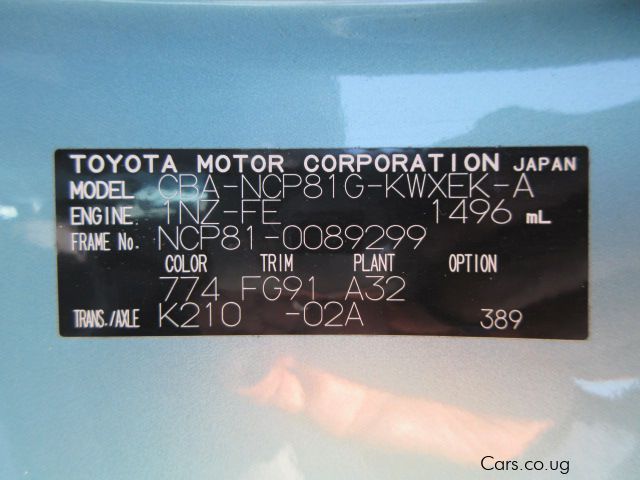 TOYOTA MOTOR CORPORATION JAPAN
MODEL CBA-NCP81G-KWXEK-A
ENGINE. 1NZ-FE 1496 mL
FRAME No. NCP81-0089299
COLOR TRIM PLANT OPTION
774 FG91 A32
TRANS./AXLE K210 -02A 389
Cars.co.ug